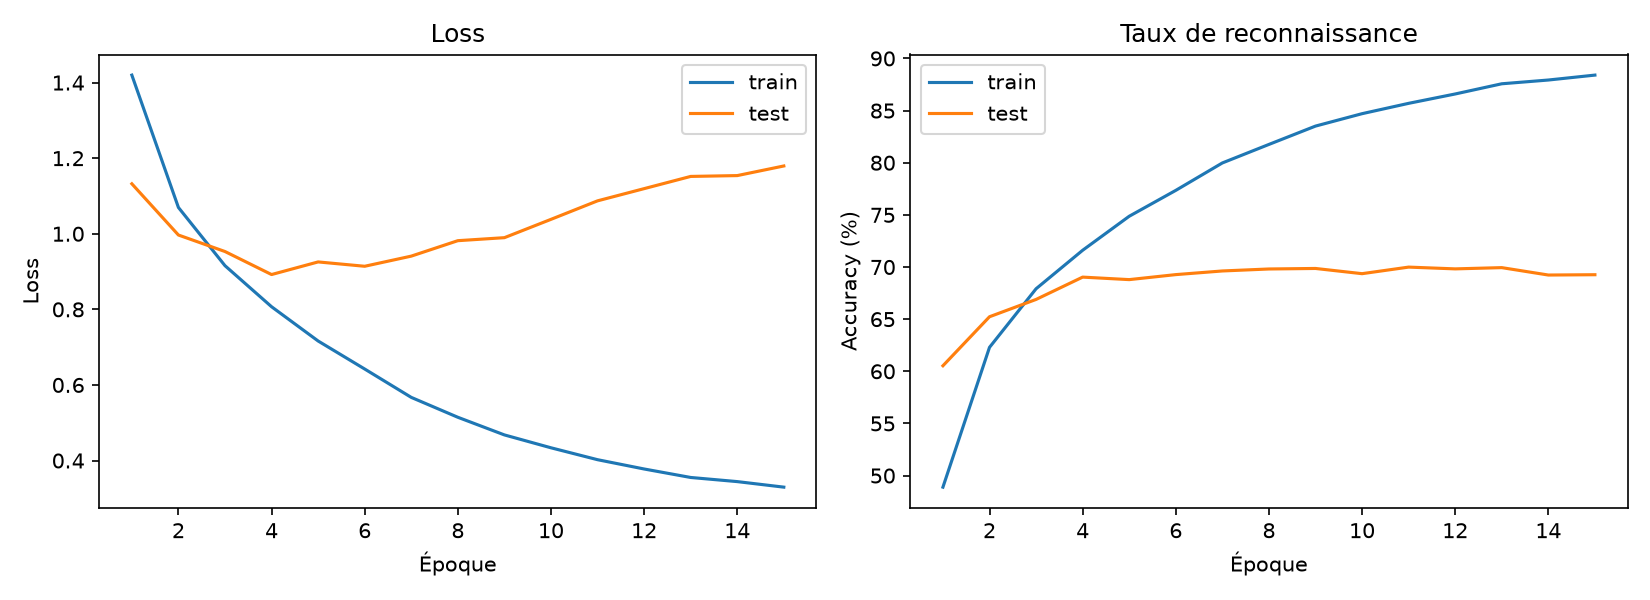 Loss
1.4
1.2
1.0
0.8
0.6
0.4
Loss
train
test
2 4 6 8 10 12 14
Époque
Taux de reconnaissance
90
85
80
75
70
65
60
55
50
Accuracy (%)
train
test
2 4 6 8 10 12 14
Époque